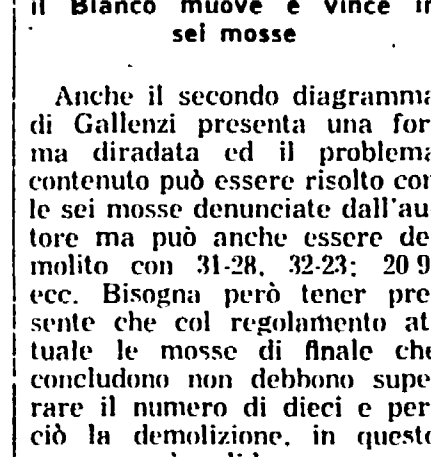 il Bianco muove e vince in
sei mosse
Anche il secondo diagramma
di Gallenzi presenta una for
ma diradata ed il problema
contenuto può essere risolto con
le sei mosse denunciate dall'au
tore ma può anche essere de
molito con 31-28, 32-23; 20 9
ecc. Bisogna però tener pre
sente che col regolamento at
tuale le mosse di finale che
concludono non debbono supe
rare il numero di dieci e per
ciò la demolizione, in questo